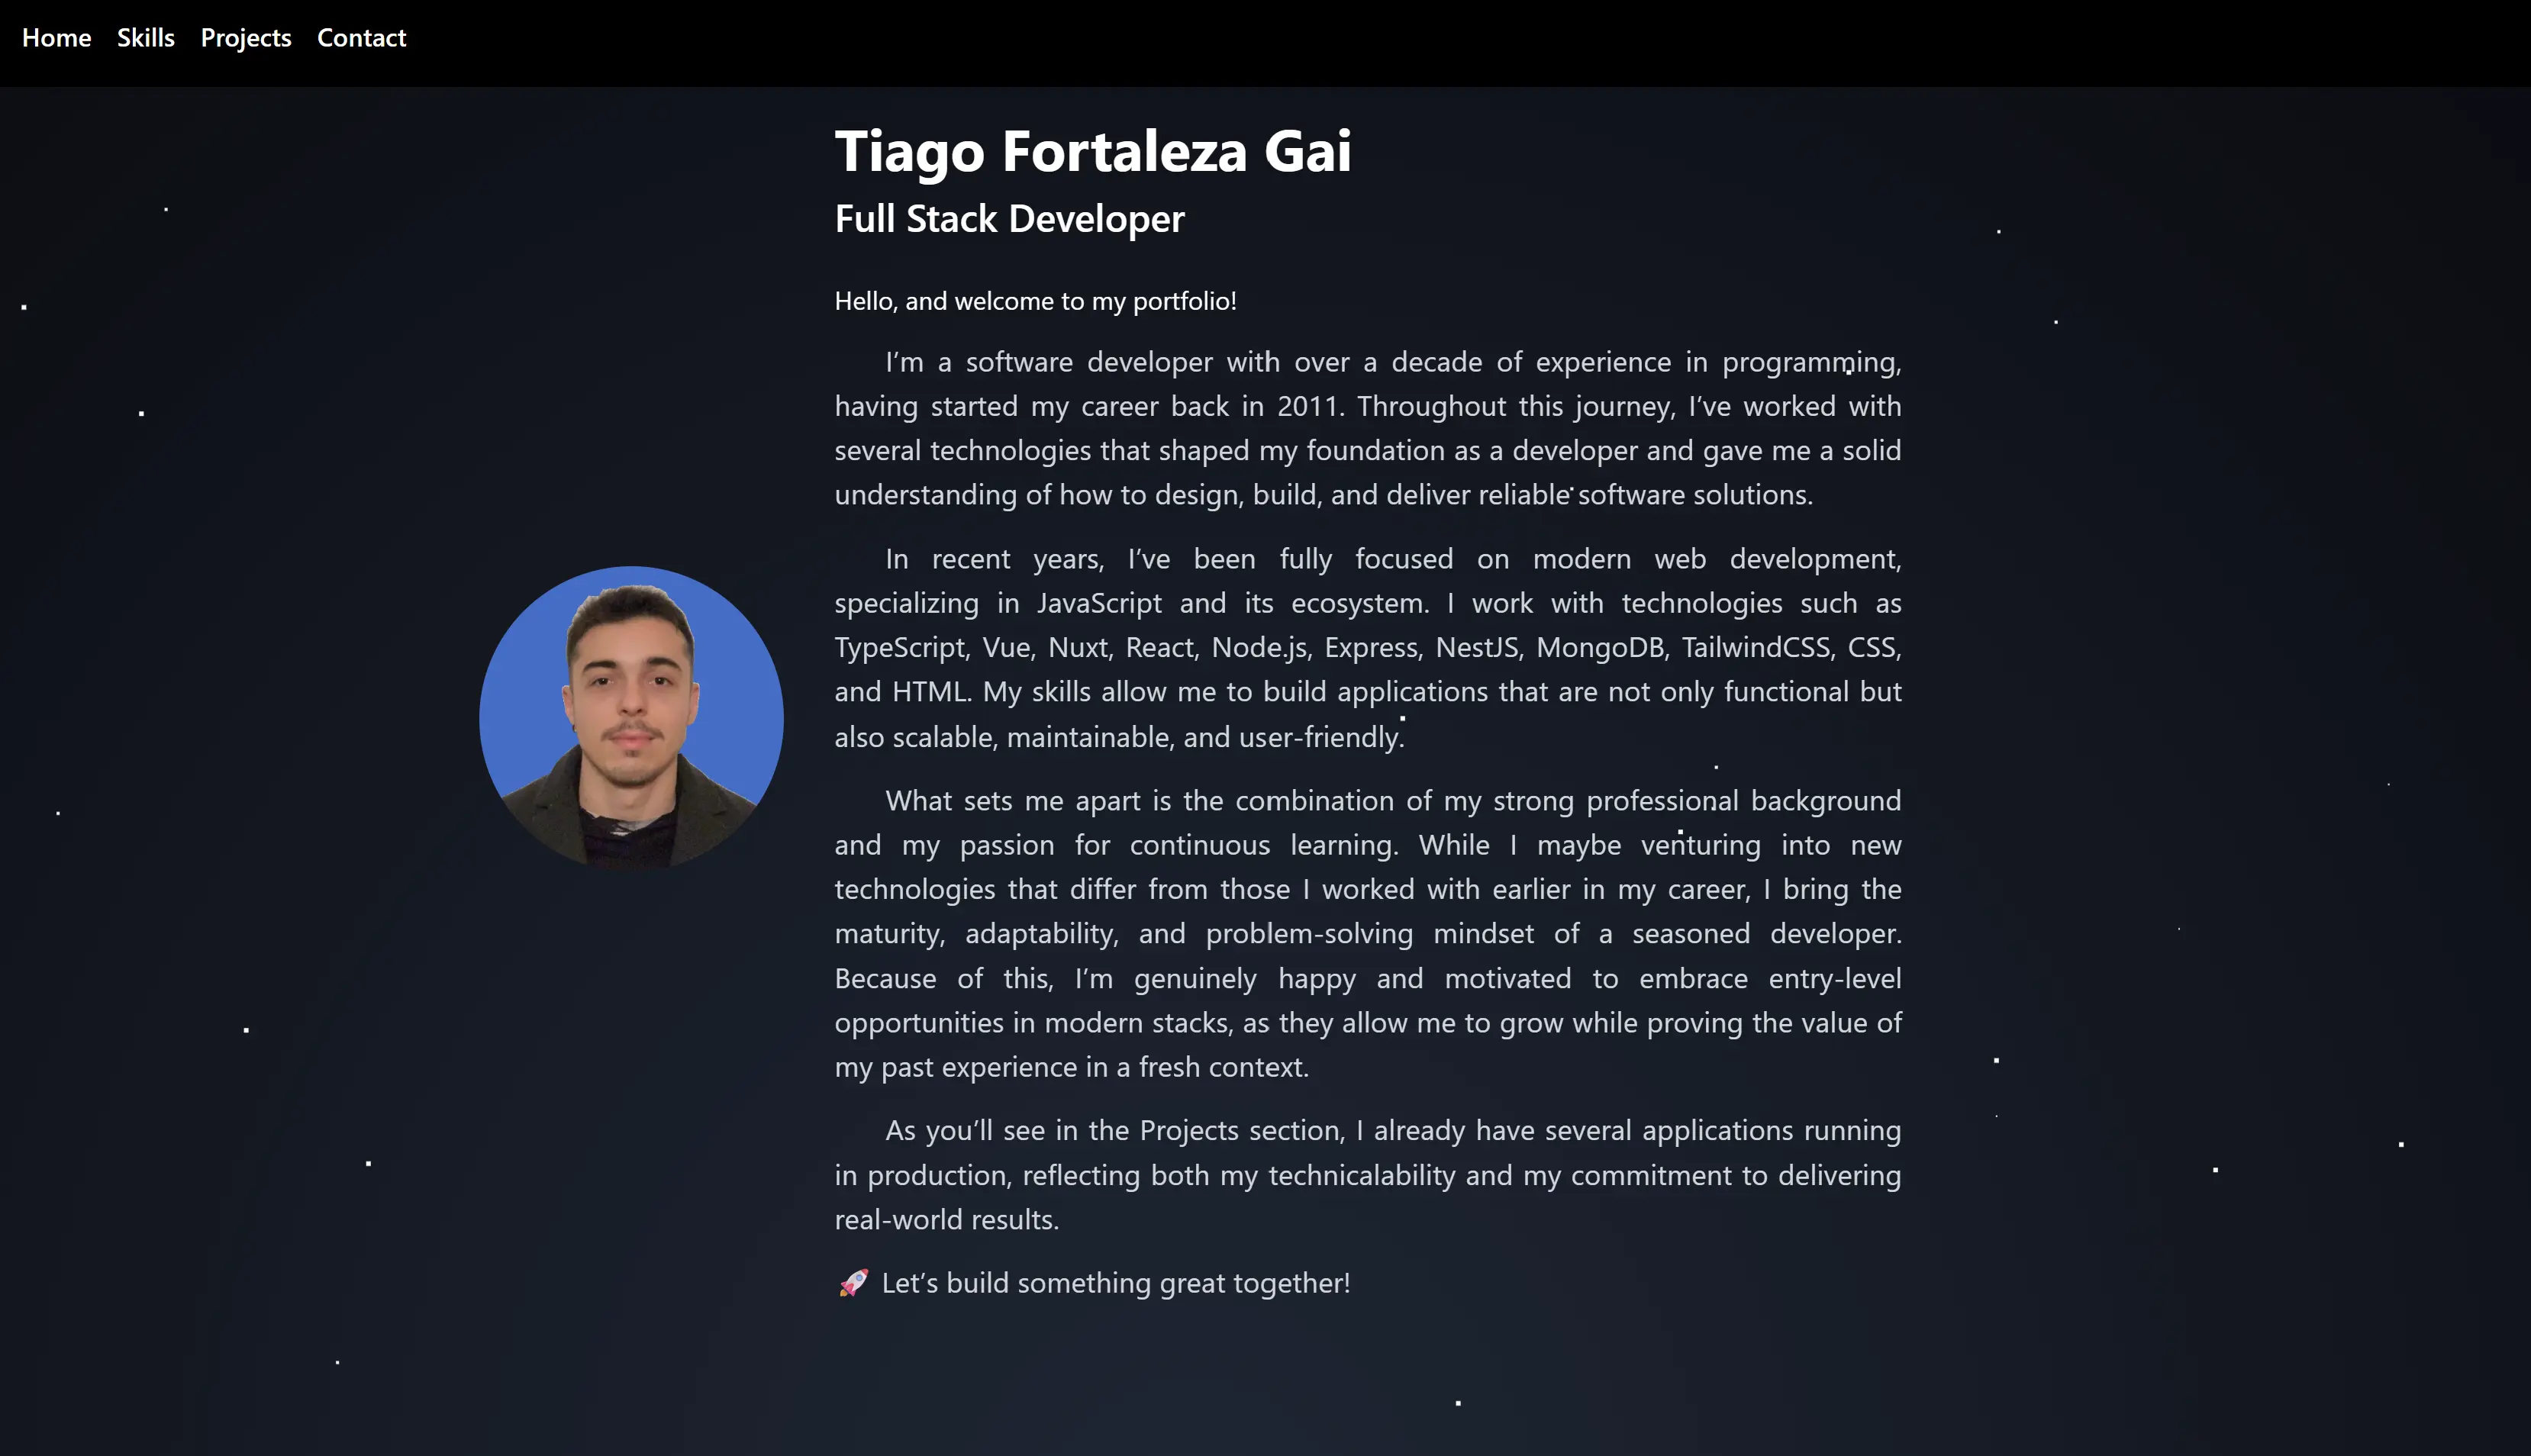 Home Skills Projects Contact
Tiago Fortaleza Gai
Full Stack Developer
Hello, and welcome to my portfolio!
I’m a software developer with over a decade of experience in programming,
having started my career back in 2011. Throughout this journey, I’ve worked with
several technologies that shaped my foundation as a developer and gave me a solid
understanding of how to design, build, and deliver reliable software solutions.
In recent years, I’ve been fully focused on modern web development,
specializing in JavaScript and its ecosystem. I work with technologies such as
TypeScript, Vue, Nuxt, React, Node.js, Express, NestJS, MongoDB, TailwindCSS, CSS,
and HTML. My skills allow me to build applications that are not only functional but
also scalable, maintainable, and user-friendly.
What sets me apart is the combination of my strong professional background
and my passion for continuous learning. While I maybe venturing into new
technologies that differ from those I worked with earlier in my career, I bring the
maturity, adaptability, and problem-solving mindset of a seasoned developer.
Because of this, I’m genuinely happy and motivated to embrace entry-level
opportunities in modern stacks, as they allow me to grow while proving the value of
my past experience in a fresh context.
As you’ll see in the Projects section, I already have several applications running
in production, reflecting both my technicalability and my commitment to delivering
real-world results.
🚀 Let’s build something great together!